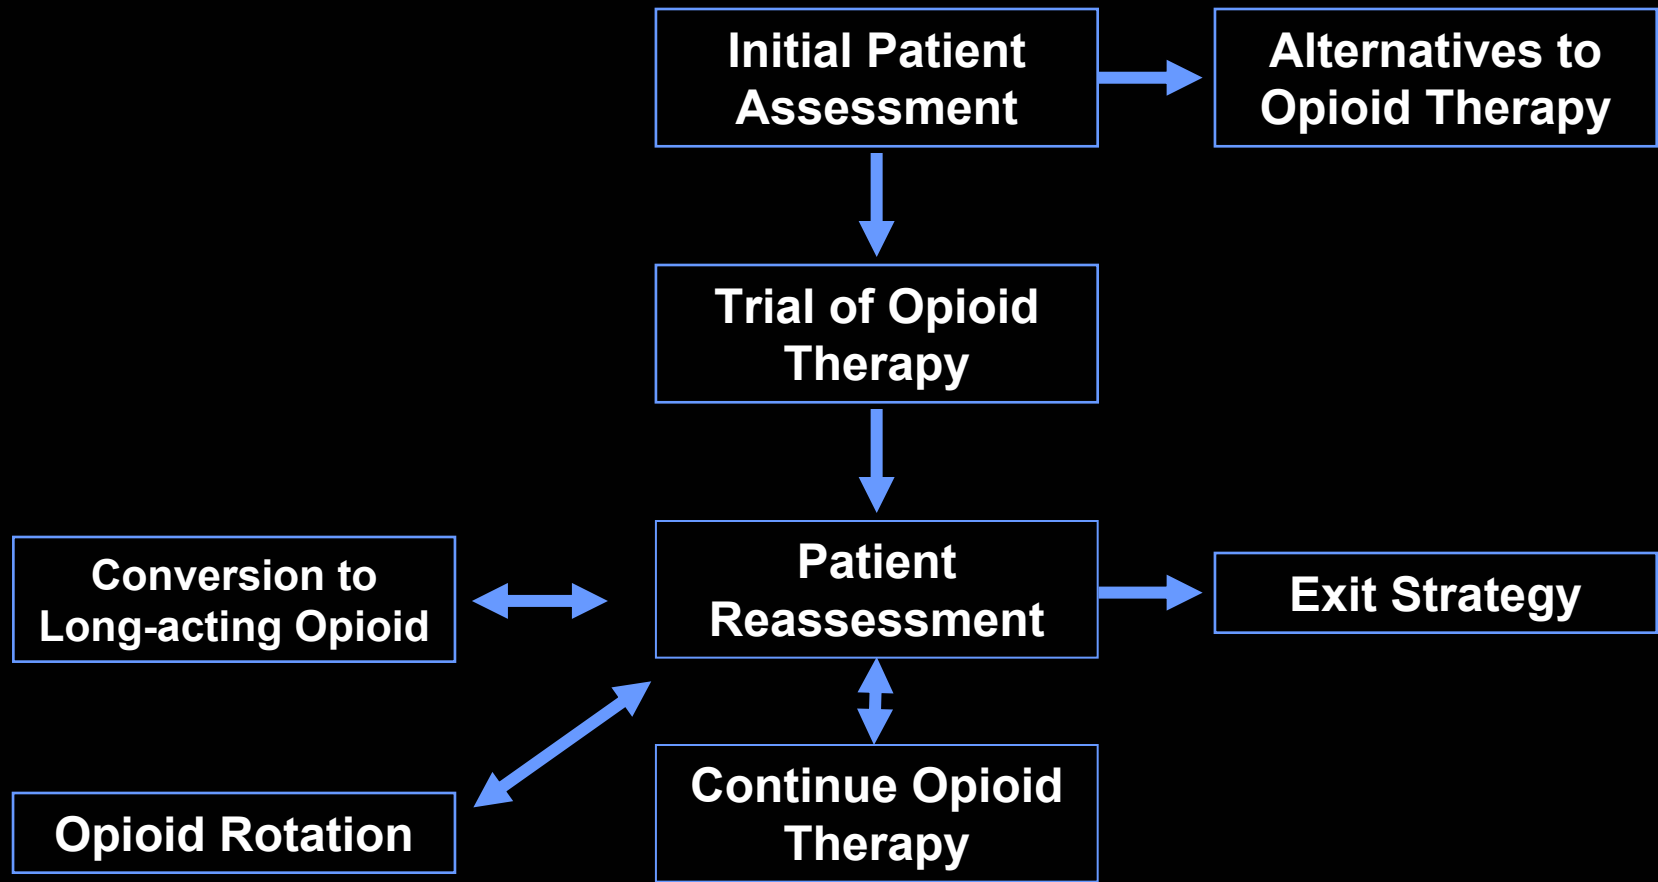 Initial Patient
Assessment
Alternatives to
Opioid Therapy
Trial of Opioid
Therapy
Conversion to
Long-acting Opioid
Patient
Reassessment
Exit Strategy
Opioid Rotation
Continue Opioid
Therapy